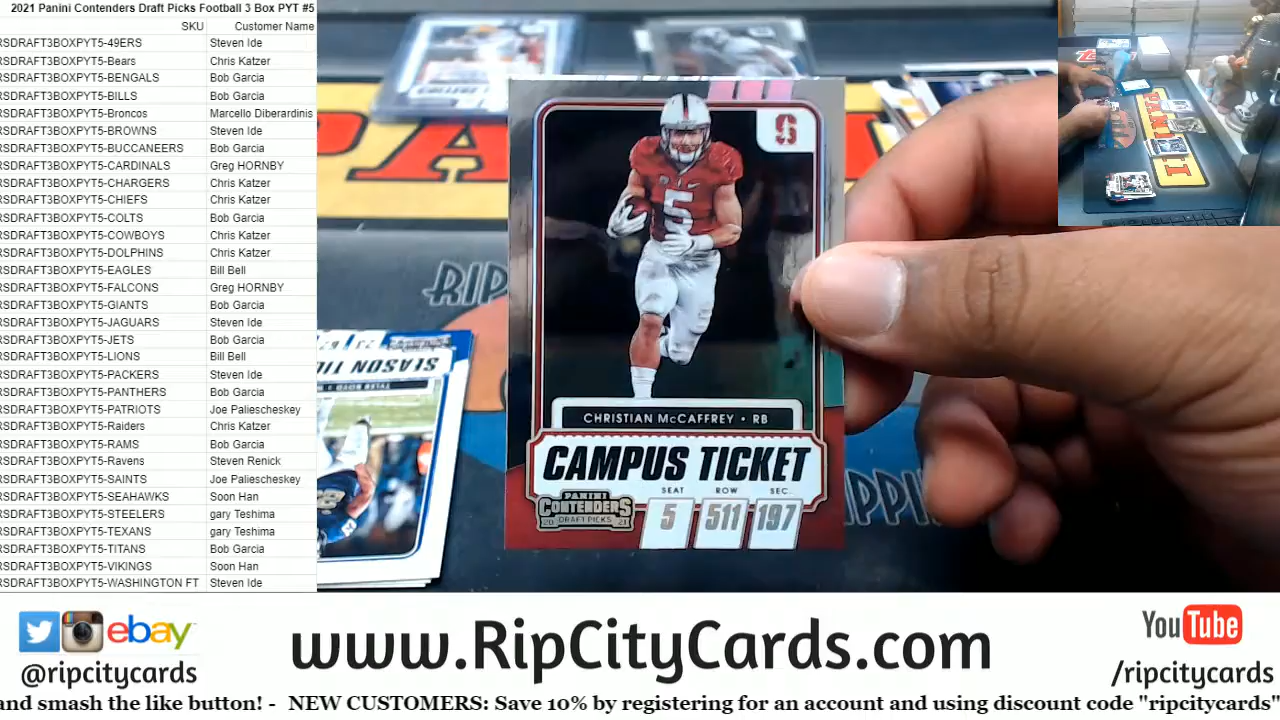 2021 Panini Contenders Draft Picks Football 3 Box PYT #5
SKU Customer Name
RSDRAFT3BOXPYT5-49ERS Steven Ide
RSDRAFT3BOXPYT5-Bears Chris Katzer
RSDRAFT3BOXPYT5-BENGALS Bob Garcia
RSDRAFT3BOXPYT5-BILLS Bob Garcia
RSDRAFT3BOXPYT5-Broncos Marcello Diberardinis
RSDRAFT3BOXPYT5-BROWNS Steven Ide
RSDRAFT3BOXPYT5-BUCCANEERS Bob Garcia
RSDRAFT3BOXPYT5-CARDINALS Greg HORNBY
RSDRAFT3BOXPYT5-CHARGERS Chris Katzer
RSDRAFT3BOXPYT5-CHIEFS Chris Katzer
RSDRAFT3BOXPYT5-COLTS Bob Garcia
RSDRAFT3BOXPYT5-COWBOYS Chris Katzer
RSDRAFT3BOXPYT5-DOLPHINS Chris Katzer
RSDRAFT3BOXPYT5-EAGLES Bill Bell
RSDRAFT3BOXPYT5-FALCONS Greg HORNBY
RSDRAFT3BOXPYT5-GIANTS Bob Garcia
RSDRAFT3BOXPYT5-JAGUARS Steven Ide
RSDRAFT3BOXPYT5-JETS Bob Garcia
RSDRAFT3BOXPYT5-LIONS Bill Bell
RSDRAFT3BOXPYT5-PACKERS Steven Ide
RSDRAFT3BOXPYT5-PANTHERS Bob Garcia
RSDRAFT3BOXPYT5-PATRIOTS Joe Paliescheskey
RSDRAFT3BOXPYT5-Raiders Chris Katzer
RSDRAFT3BOXPYT5-RAMS Bob Garcia
RSDRAFT3BOXPYT5-Ravens Steven Renick
RSDRAFT3BOXPYT5-SAINTS Joe Paliescheskey
RSDRAFT3BOXPYT5-SEAHAWKS Soon Han
RSDRAFT3BOXPYT5-STEELERS gary Teshima
RSDRAFT3BOXPYT5-TEXANS gary Teshima
RSDRAFT3BOXPYT5-TITANS Bob Garcia
RSDRAFT3BOXPYT5-VIKINGS Soon Han
RSDRAFT3BOXPYT5-WASHINGTON FT Steven Ide
PANINI
RIP
SEASON TI
TYLER BOYD
S
5
CHRISTIAN McCAFFREY • RB
CAMPUS TICKET
SEAT ROW SEC.
5 511 197
PANINI
CONTENDERS
20 DRAFT PICKS 21
ebay
@ripcitycards
www.RipCityCards.com
YouTube
/ripcitycards
and smash the like button! - NEW CUSTOMERS: Save 10% by registering for an account and using discount code "ripcitycards"